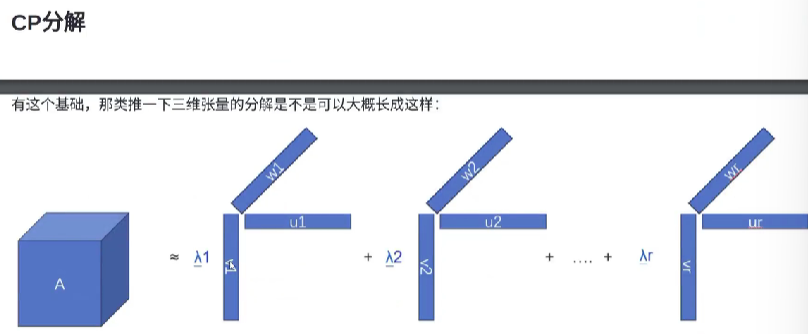 CP分解
有这个基础，那类推一下三维张量的分解是不是可以大概长成这样：
A ≈ λ1 v1 u1 w1 + λ2 v2 u2 w2 + .... + λr vr ur wr